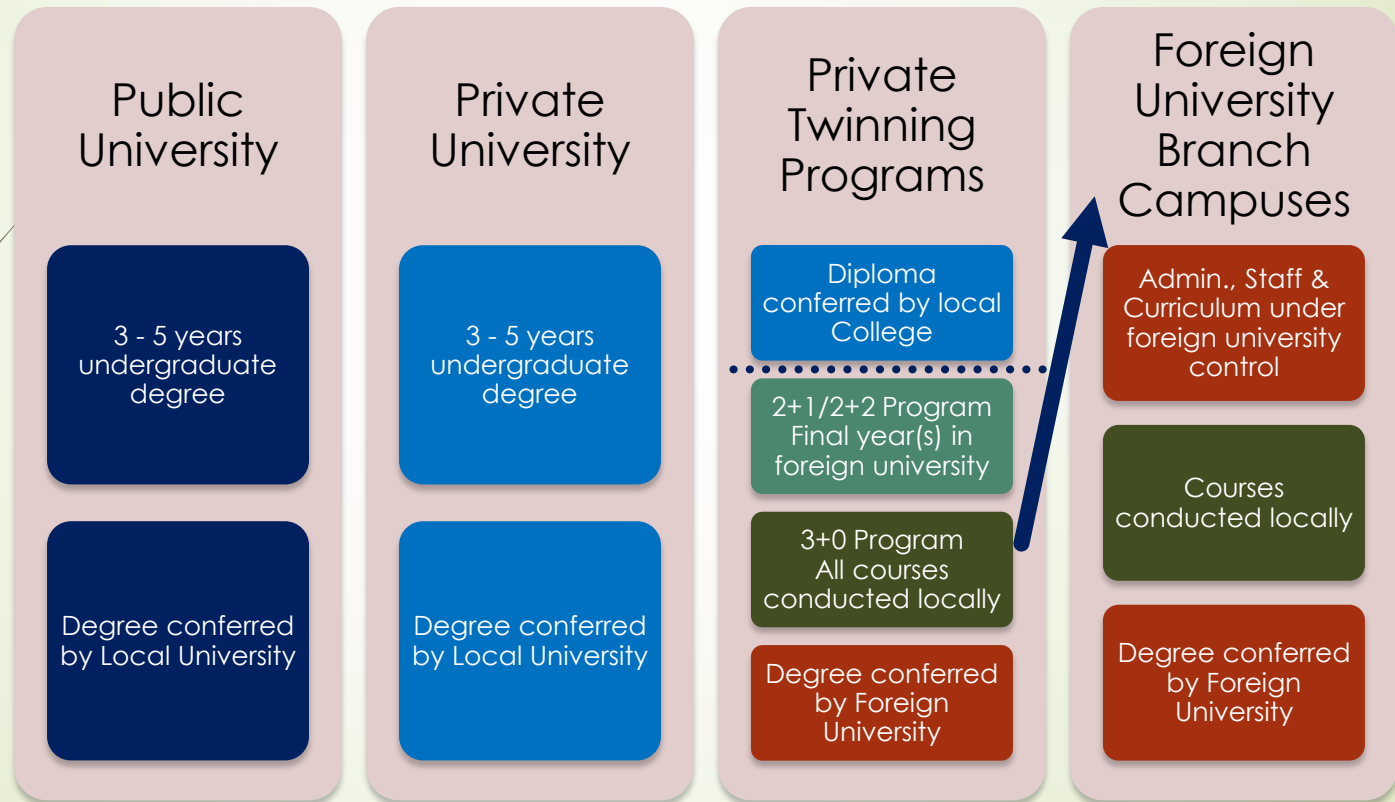 Public
University
3 - 5 years
undergraduate
degree
Degree conferred
by Local University
Private
University
3 - 5 years
undergraduate
degree
Degree conferred
by Local University
Private
Twinning
Programs
Diploma
conferred by local
College
2+1/2+2 Program
Final year(s) in
foreign university
3+0 Program
All courses
conducted locally
Degree conferred
by Foreign
University
Foreign
University
Branch
Campuses
Admin., Staff &
Curriculum under
foreign university
control
Courses
conducted locally
Degree conferred
by Foreign
University